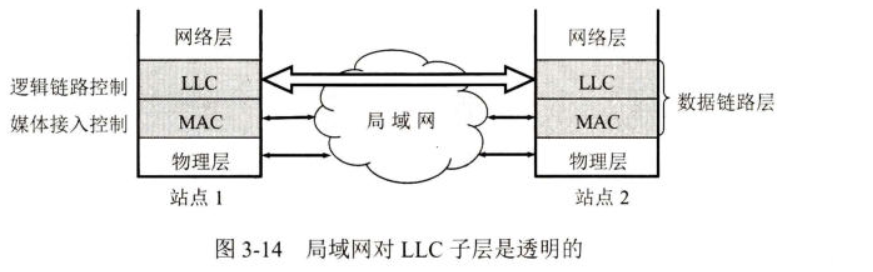 网络层
网络层
逻辑链路控制
LLC
LLC
数据链路层
媒体接入控制
MAC
局域网
MAC
物理层
物理层
站点 1
站点 2
图 3-14 局域网对 LLC 子层是透明的